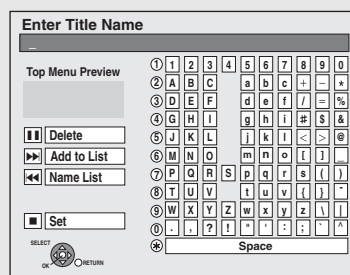 Enter Title Name
_
Top Menu Preview
Delete
Add to List
Name List
Set
SELECT
OK
RETURN
① 1 2 3 4 5 6 7 8 9 0
② A B C a b c + − *
③ D E F d e f / = %
④ G H I g h i # $ &
⑤ J K L j k l < > @
⑥ M N O m n o [ ] _
⑦ P Q R S p q r s ( )
⑧ T U V t u v { } -
⑨ W X Y Z w x y z \ |
⓪ . , ? ! " ' : ; ` ^
Space